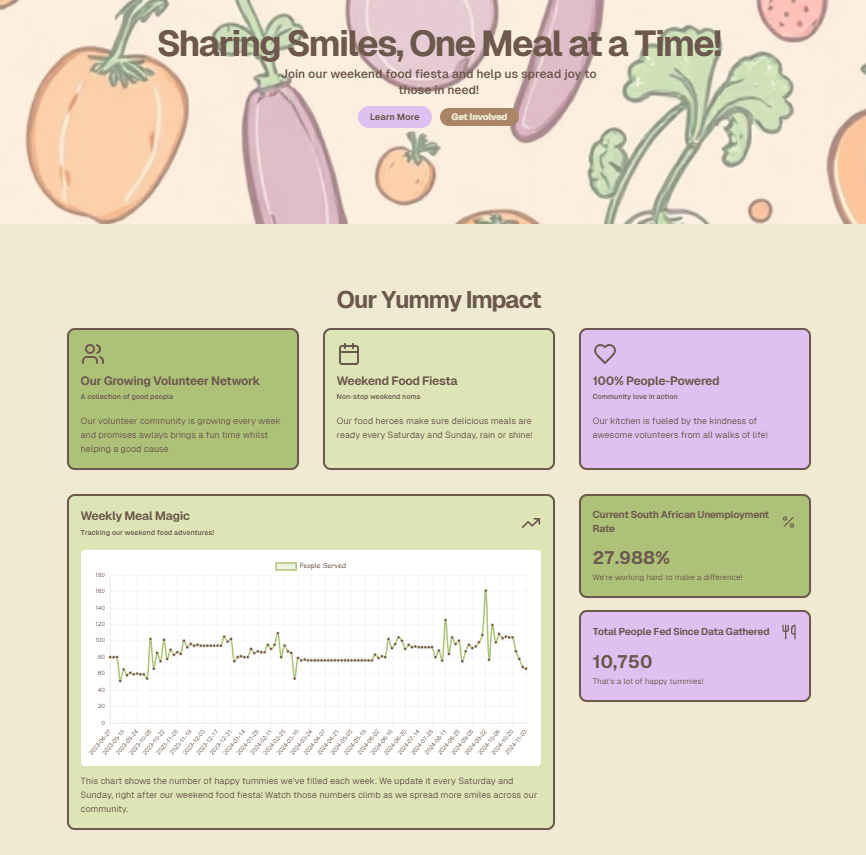 Sharing Smiles, One Meal at a Time!
Join our weekend food fiesta and help us spread joy to
those in need!
Learn More
Get Involved
Our Yummy Impact
Our Growing Volunteer Network
A collection of good people
Our volunteer community is growing every week
and promises awlays brings a fun time whilst
helping a good cause
Weekend Food Fiesta
Non-stop weekend noms
Our food heroes make sure delicious meals are
ready every Saturday and Sunday, rain or shine!
100% People-Powered
Community love in action
Our kitchen is fueled by the kindness of
awesome volunteers from all walks of life!
Weekly Meal Magic
Tracking our weekend food adventures!
People Served
180
160
140
120
100
80
60
40
20
0
2023-08-27
2023-09-10
2023-09-24
2023-10-08
2023-10-22
2023-11-05
2023-11-19
2023-12-03
2023-12-17
2023-12-31
2024-01-14
2024-01-28
2024-02-11
2024-02-25
2024-03-10
2024-03-24
2024-04-07
2024-04-21
2024-05-05
2024-05-19
2024-06-02
2024-06-16
2024-06-30
2024-07-14
2024-07-28
2024-08-11
2024-08-25
2024-09-08
2024-09-22
2024-10-06
2024-10-20
2024-11-03
This chart shows the number of happy tummies we've filled each week. We update it every Saturday and
Sunday, right after our weekend food fiesta! Watch those numbers climb as we spread more smiles across our
community.
Current South African Unemployment
Rate
27.988%
We're working hard to make a difference!
Total People Fed Since Data Gathered
10,750
That's a lot of happy tummies!